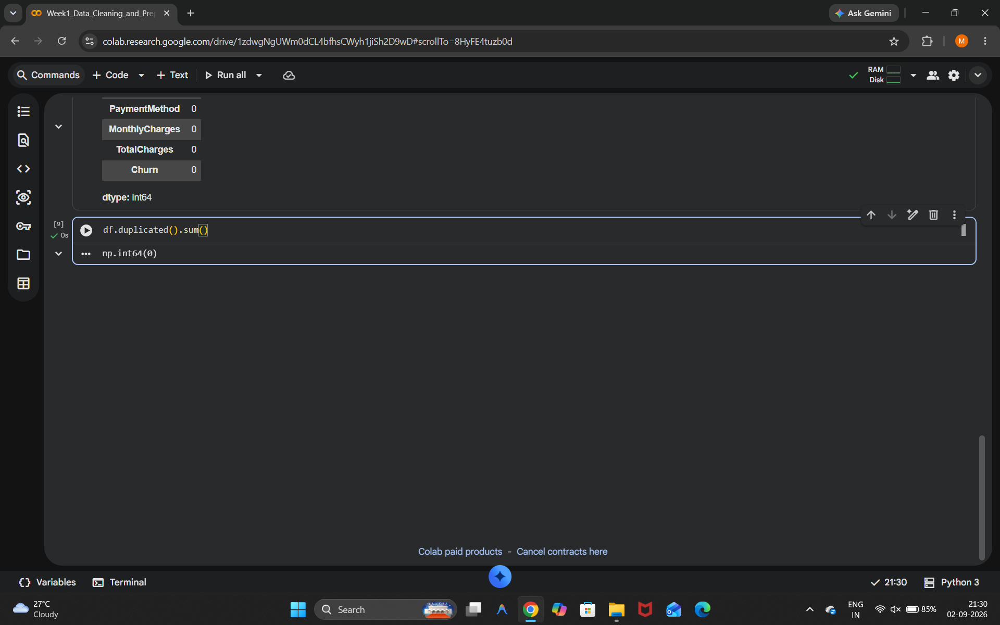 Week1_Data_Cleaning_and_Pre
Ask Gemini
colab.research.google.com/drive/1zdwgNgUWm0dCL4bfhsCWyh1jiSh2D9wD#scrollTo=8HyFE4tuzb0d
M
Commands
+ Code
+ Text
Run all
RAM
Disk
PaymentMethod 0
MonthlyCharges 0
TotalCharges 0
Churn 0
dtype: int64
[9]
0s
df.duplicated().sum()
np.int64(0)
Colab paid products - Cancel contracts here
{} Variables
Terminal
21:30
Python 3
27°C
Cloudy
Search
ENG
IN
85%
21:30
02-09-2026